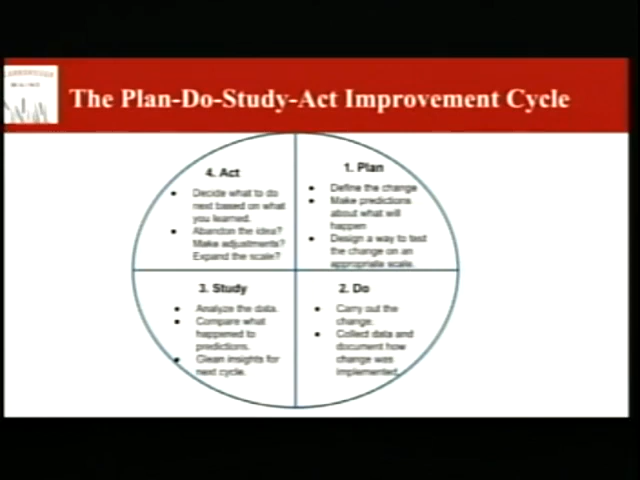 The Plan-Do-Study-Act Improvement Cycle
4. Act
Decide what to do
next based on what
you learned.
Abandon the idea?
Make adjustments?
Expand the scale?
1. Plan
Define the change
Make predictions
about what will
happen
Design a way to test
the change on an
appropriate scale.
3. Study
Analyze the data.
Compare what
happened to
predictions.
Glean insights for
next cycle.
2. Do
Carry out the
change.
Collect data and
document how
change was
implemented.